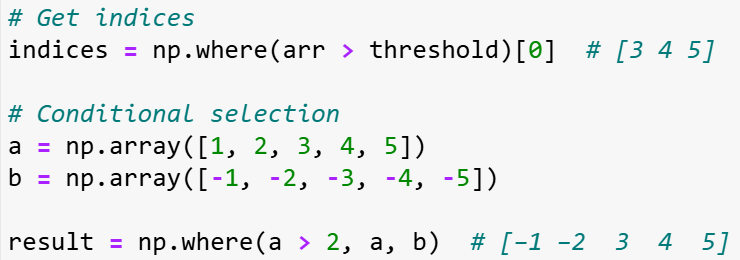 # Get indices
indices = np.where(arr > threshold)[0]  # [3 4 5]
# Conditional selection
a = np.array([1, 2, 3, 4, 5])
b = np.array([-1, -2, -3, -4, -5])
result = np.where(a > 2, a, b)  # [-1 -2  3  4  5]